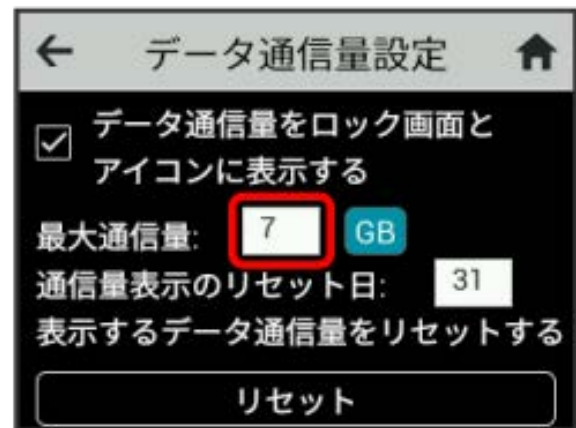 データ通信量設定
データ通信量をロック画面と
アイコンに表示する
最大通信量: 7 GB
通信量表示のリセット日: 31
表示するデータ通信量をリセットする
リセット